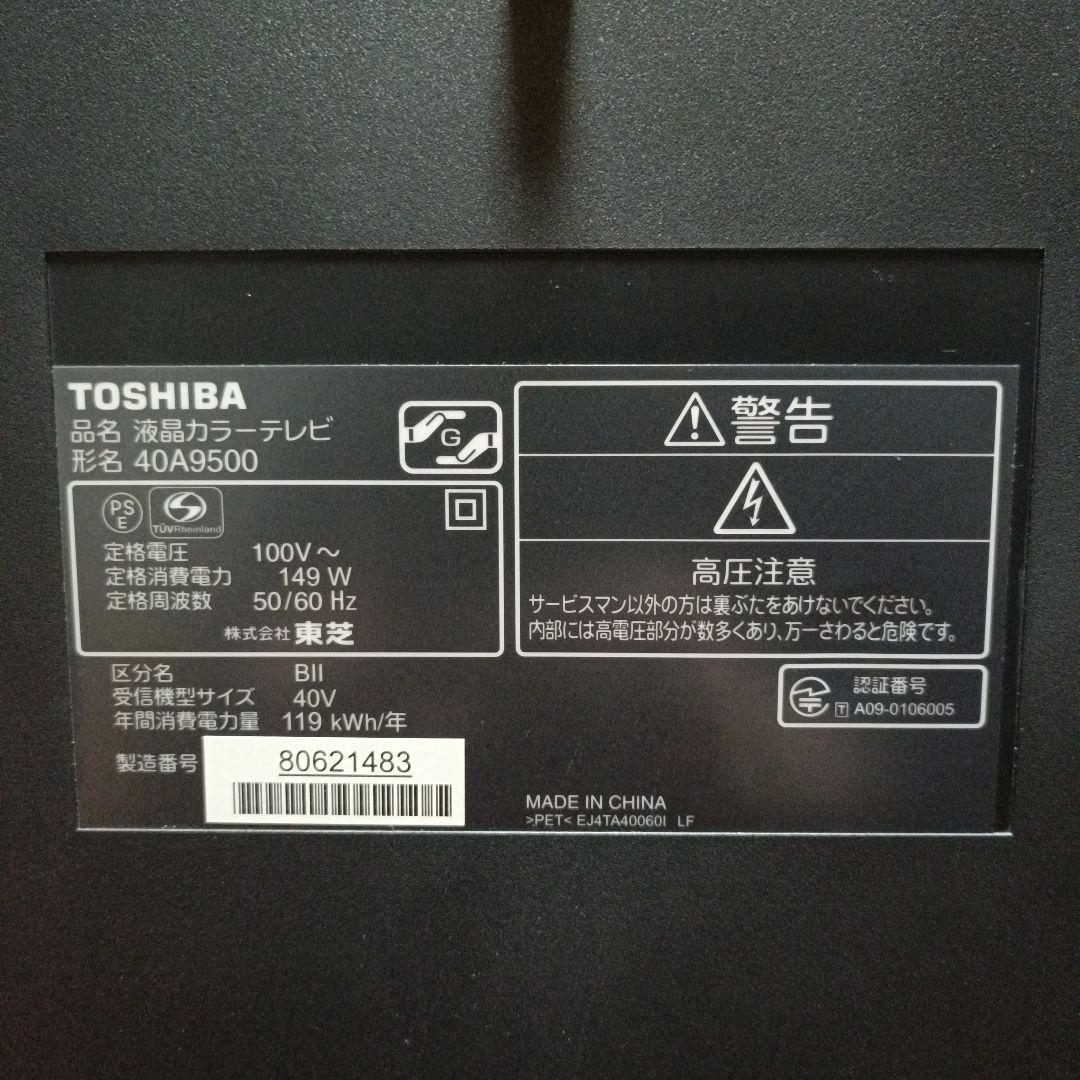 TOSHIBA
品名 液晶カラーテレビ
形名 40A9500
G
PS
E
TÜVRheinland
定格電圧 100V～
定格消費電力 149 W
定格周波数 50/60 Hz
株式会社 東芝
区分名 BII
受信機型サイズ 40V
年間消費電力量 119 kWh/年
製造番号 80621483
警告
高圧注意
サービスマン以外の方は裏ぶたをあけないでください。
内部には高電圧部分が数多くあり、万一さわると危険です。
認証番号
T A09-0106005
MADE IN CHINA
>PET< EJ4TA40060I LF